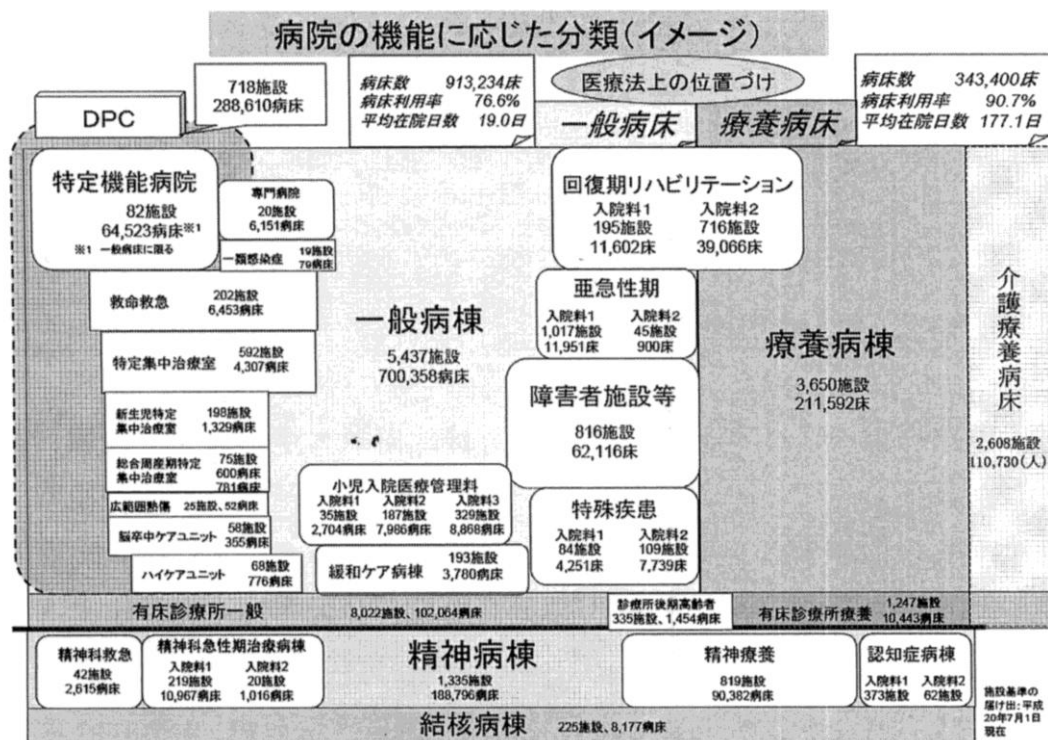 病院の機能に応じた分類(イメージ)
DPC
718施設
288,610病床
病床数 913,234床
病床利用率 76.6%
平均在院日数 19.0日
医療法上の位置づけ
一般病床
療養病床
病床数 343,400床
病床利用率 90.7%
平均在院日数 177.1日
特定機能病院
82施設
64,523病床※1
※1 一般病床に限る
専門病院
20施設
6,151病床
一類感染症 19施設
79病床
救命救急 202施設
6,453病床
特定集中治療室 592施設
4,307病床
新生児特定
集中治療室
198施設
1,329病床
総合周産期特定
集中治療室
75施設
600病床
781病床
広範囲熱傷 25施設、52病床
脳卒中ケアユニット 58施設
355病床
ハイケアユニット 68施設
776病床
一般病棟
5,437施設
700,358病床
小児入院医療管理料
入院料1 入院料2 入院料3
35施設 187施設 329施設
2,704病床 7,986病床 8,868病床
緩和ケア病棟 193施設
3,780病床
回復期リハビリテーション
入院料1 入院料2
195施設 716施設
11,602床 39,066床
亜急性期
入院料1 入院料2
1,017施設 45施設
11,951床 900床
障害者施設等
816施設
62,116床
特殊疾患
入院料1 入院料2
84施設 109施設
4,251床 7,739床
療養病棟
3,650施設
211,592床
介護療養病床
2,608施設
110,730(人)
有床診療所一般 8,022施設、102,064病床
診療所後期高齢者
335施設、1,454病床
有床診療所療養 1,247施設
10,443病床
精神科救急
42施設
2,615病床
精神科急性期治療病棟
入院料1 入院料2
219施設 20施設
10,967病床 1,016病床
精神病棟
1,335施設
188,796病床
精神療養
819施設
90,382病床
認知症病棟
入院料1 入院料2
373施設 62施設
結核病棟 225施設、8,177病床
施設基準の
届け出:平成
20年7月1日
現在